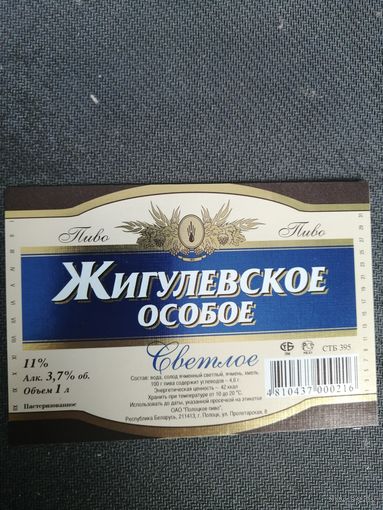 Пиво
Пиво
ЖИГУЛЕВСКОЕ
ОСОБОЕ
Светлое
11%
Алк. 3,7% об.
Объем 1 л
Пастеризованное
Состав: вода, солод ячменный светлый, ячмень, хмель.
100 г пива содержит углеводов – 4,6 г.
Энергетическая ценность – 42 ккал
Хранить при температуре от 10 до 20 °С.
Использовать до даты, указанной просечкой на этикетке
ОАО "Полоцкое пиво".
Республика Беларусь, 211413, г. Полоцк, ул. Пролетарская, 8
СТБ 395
4810437000216